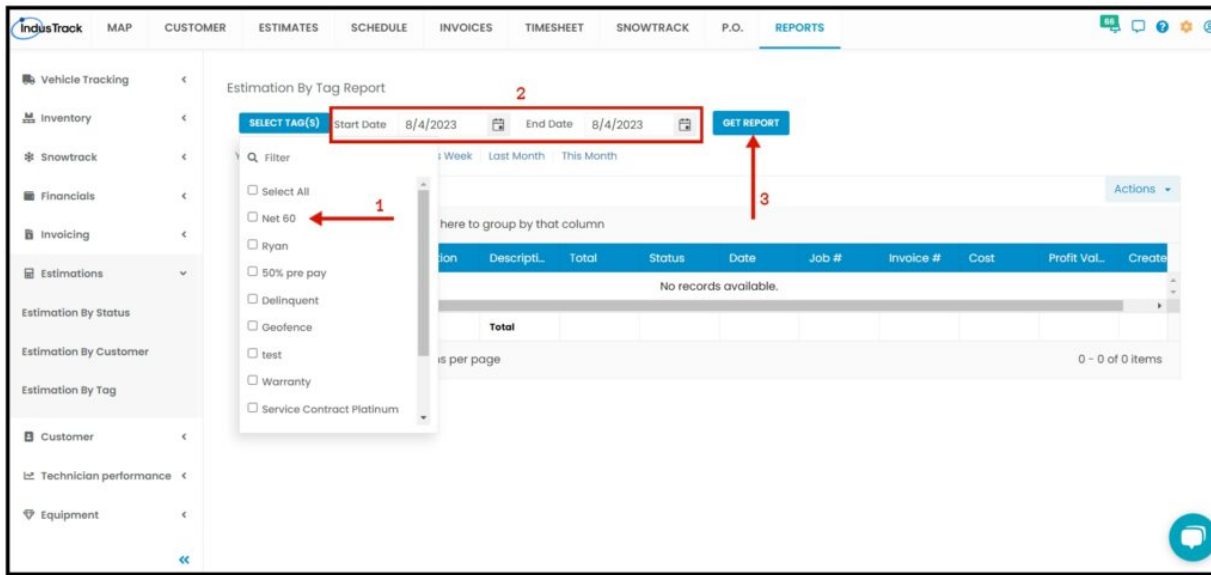 IndusTrack MAP CUSTOMER ESTIMATES SCHEDULE INVOICES TIMESHEET SNOWTRACK P.O. REPORTS 66
Vehicle Tracking
Inventory
Snowtrack
Financials
Invoicing
Estimations
Estimation By Status
Estimation By Customer
Estimation By Tag
Customer
Technician performance
Equipment
Estimation By Tag Report
2
SELECT TAG(S) Start Date 8/4/2023 End Date 8/4/2023 GET REPORT
Filter
Week Last Month This Month
Select All
Net 60
1
Ryan
50% pre pay
Delinquent
Geofence
test
Warranty
Service Contract Platinum
3
Actions
here to group by that column
Descripti... Total Status Date Job # Invoice # Cost Profit Val... Create
No records available.
Total
per page
0 - 0 of 0 items